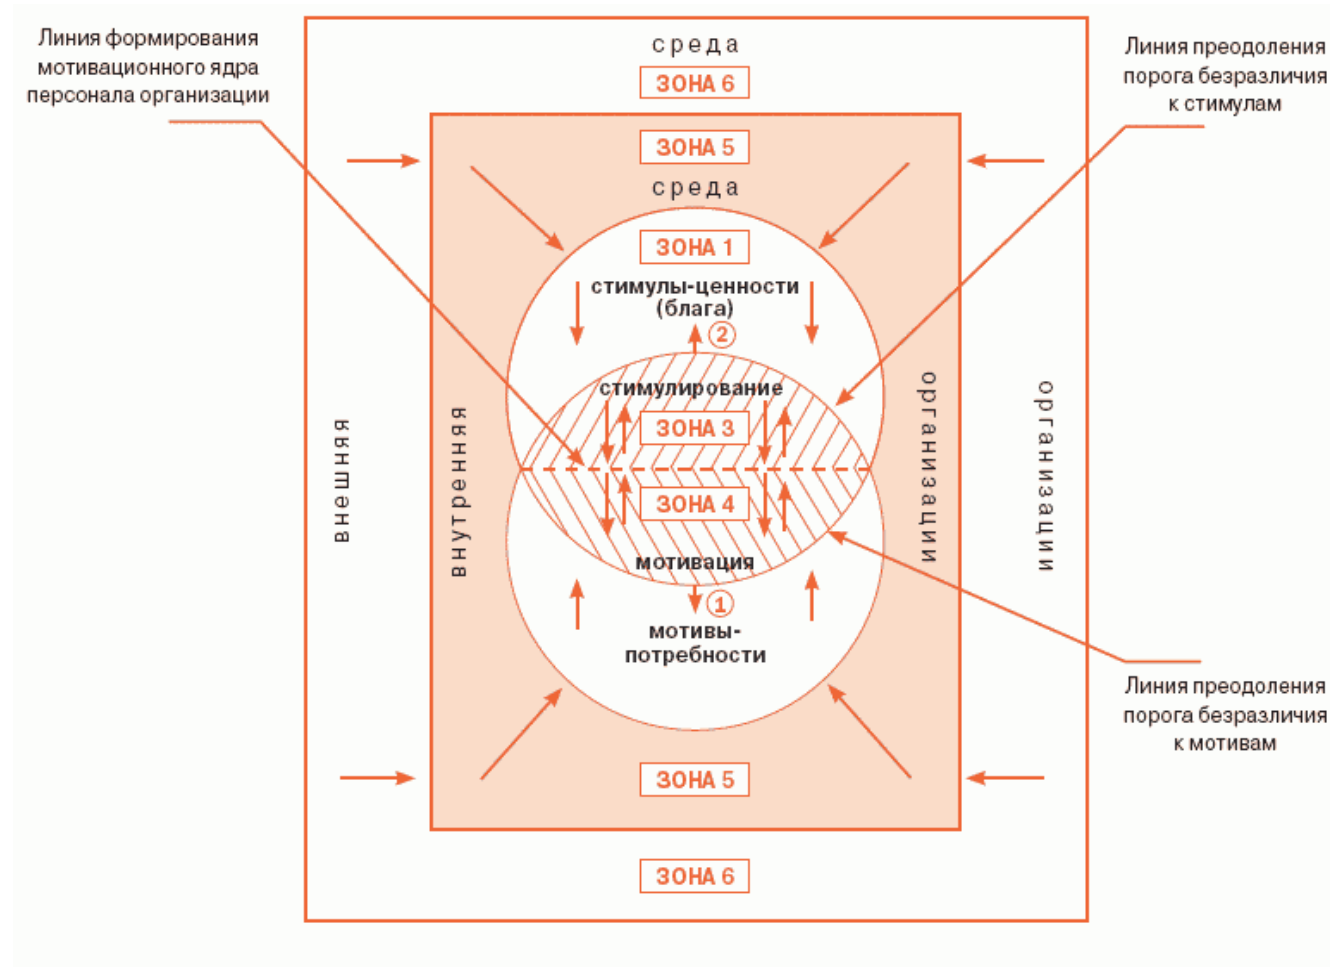 Линия формирования
мотивационного ядра
персонала организации
среда
ЗОНА 6
Линия преодоления
порога безразличия
к стимулам
ЗОНА 5
среда
ЗОНА 1
стимулы-ценности
(блага)
2
стимулирование
ЗОНА 3
ЗОНА 4
мотивация
1
мотивы-
потребности
внешняя
внутренняя
организации
организации
Линия преодоления
порога безразличия
к мотивам
ЗОНА 5
ЗОНА 6